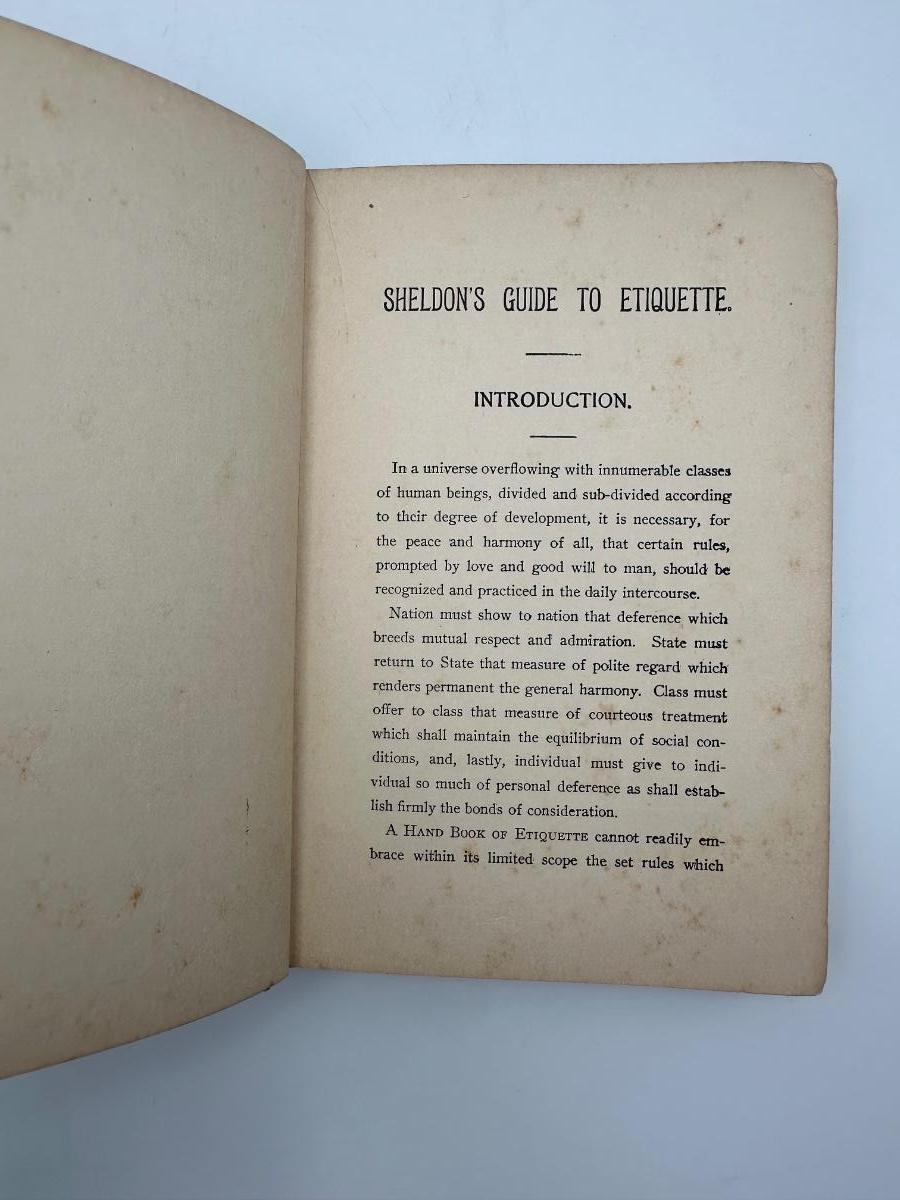 SHELDON'S GUIDE TO ETIQUETTE.
INTRODUCTION.
In a universe overflowing with innumerable classes
of human beings, divided and sub-divided according
to their degree of development, it is necessary, for
the peace and harmony of all, that certain rules,
prompted by love and good will to man, should be
recognized and practiced in the daily intercourse.
Nation must show to nation that deference which
breeds mutual respect and admiration. State must
return to State that measure of polite regard which
renders permanent the general harmony. Class must
offer to class that measure of courteous treatment
which shall maintain the equilibrium of social con-
ditions, and, lastly, individual must give to indi-
vidual so much of personal deference as shall estab-
lish firmly the bonds of consideration.
A HAND BOOK OF ETIQUETTE cannot readily em-
brace within its limited scope the set rules which